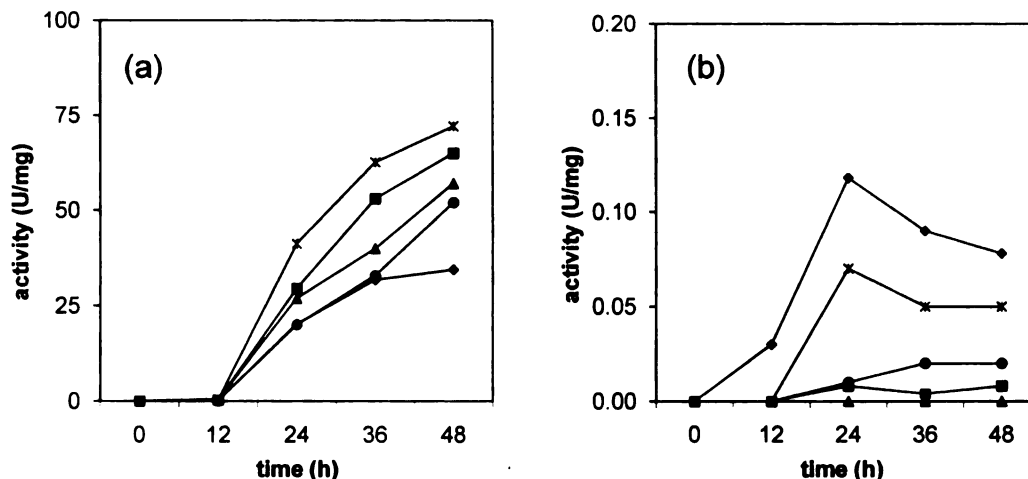 (a)
activity (U/mg)
100
75
50
25
0
0 12 24 36 48
time (h)
(b)
activity (U/mg)
0.20
0.15
0.10
0.05
0.00
0 12 24 36 48
time (h)